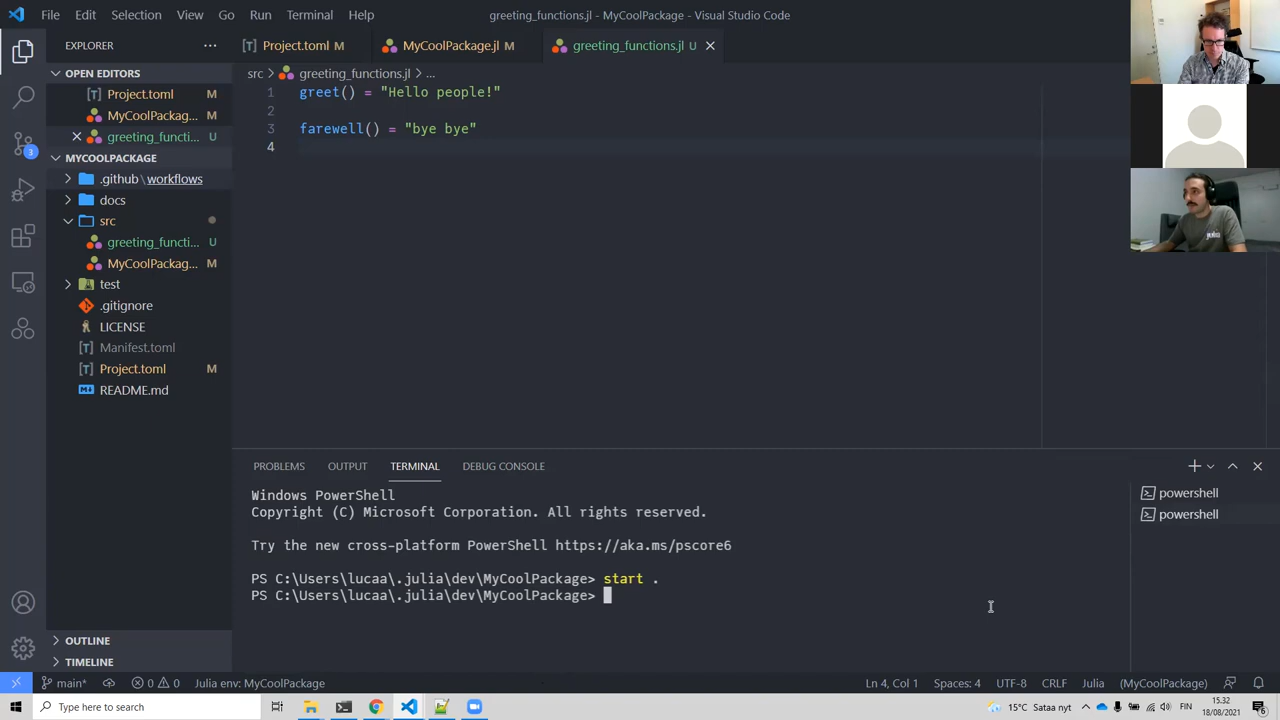 File Edit Selection View Go Run Terminal Help
greeting_functions.jl - MyCoolPackage - Visual Studio Code
EXPLORER
Project.toml M
MyCoolPackage.jl M
greeting_functions.jl U
OPEN EDITORS
Project.toml M
MyCoolPackag... M
greeting_functi... U
MYCOOLPACKAGE
.github\workflows
docs
src
greeting_functi... U
MyCoolPackag... M
test
.gitignore
LICENSE
Manifest.toml
Project.toml M
README.md
OUTLINE
TIMELINE
3
src > greeting_functions.jl > ...
1 greet() = "Hello people!"
2
3 farewell() = "bye bye"
4
julia
PROBLEMS OUTPUT TERMINAL DEBUG CONSOLE
powershell
powershell
Windows PowerShell
Copyright (C) Microsoft Corporation. All rights reserved.
Try the new cross-platform PowerShell https://aka.ms/pscore6
PS C:\Users\lucaa\.julia\dev\MyCoolPackage> start .
PS C:\Users\lucaa\.julia\dev\MyCoolPackage>
main* 0 0 Julia env: MyCoolPackage
Ln 4, Col 1 Spaces: 4 UTF-8 CRLF Julia (MyCoolPackage)
Type here to search
15°C Sataa nyt
FIN
15.32
18/08/2021
6